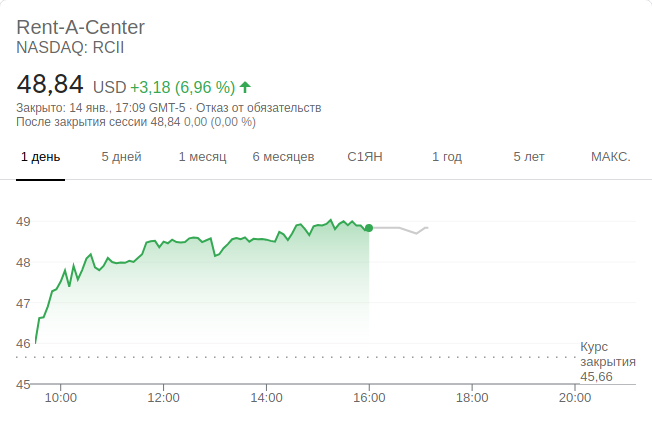 Rent-A-Center
NASDAQ: RCII
48,84 USD +3,18 (6,96 %)
Закрыто: 14 янв., 17:09 GMT-5 · Отказ от обязательств
После закрытия сессии 48,84 0,00 (0,00 %)
1 день 5 дней 1 месяц 6 месяцев С1ЯН 1 год 5 лет МАКС.
49
48
47
46
Курс
закрытия
45,66
45
10:00 12:00 14:00 16:00 18:00 20:00